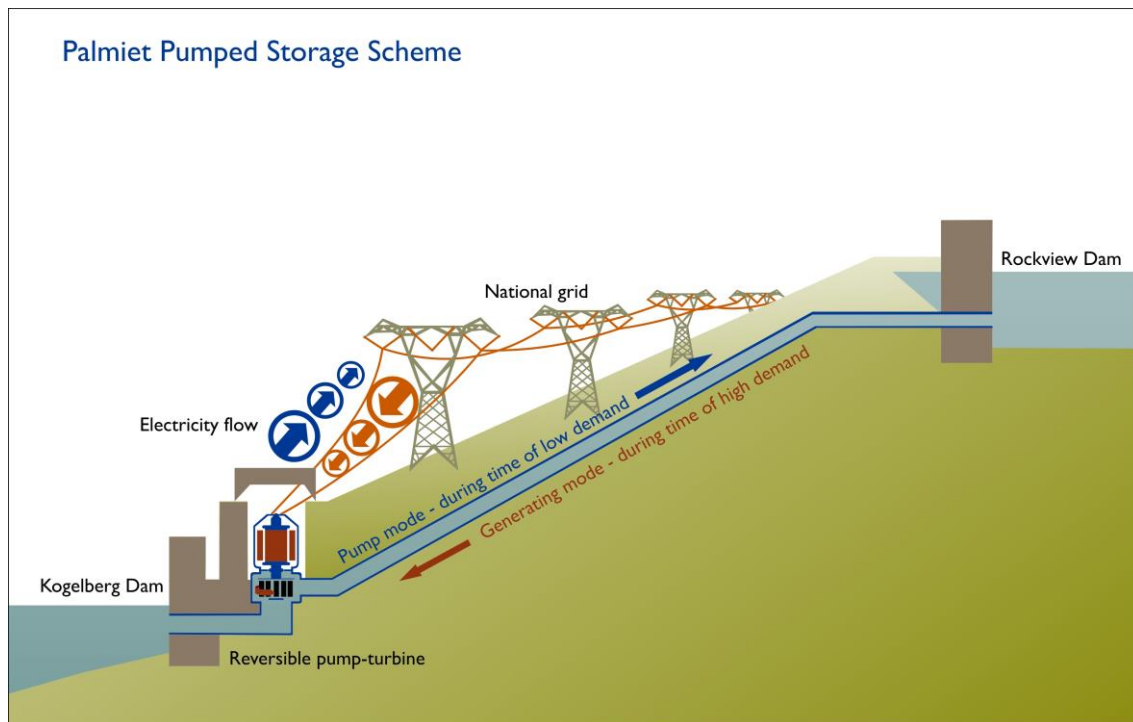 Palmiet Pumped Storage Scheme
Rockview Dam
National grid
Electricity flow
Pump mode - during time of low demand
Generating mode - during time of high demand
Kogelberg Dam
Reversible pump-turbine